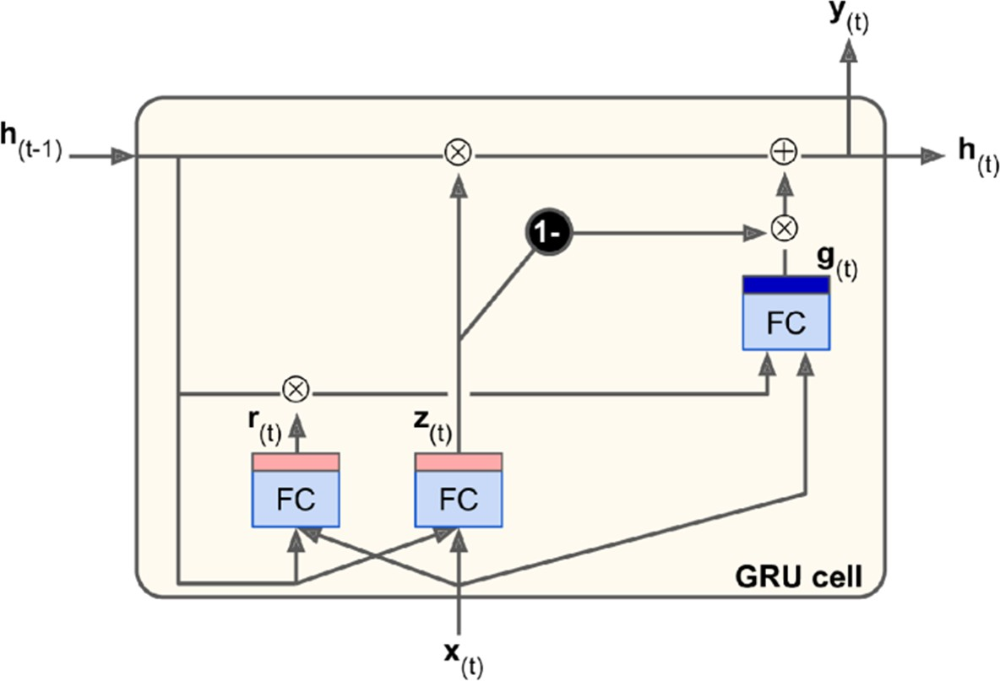 y(t)
h(t-1)
h(t)
1-
g(t)
FC
r(t)
z(t)
FC
FC
GRU cell
x(t)